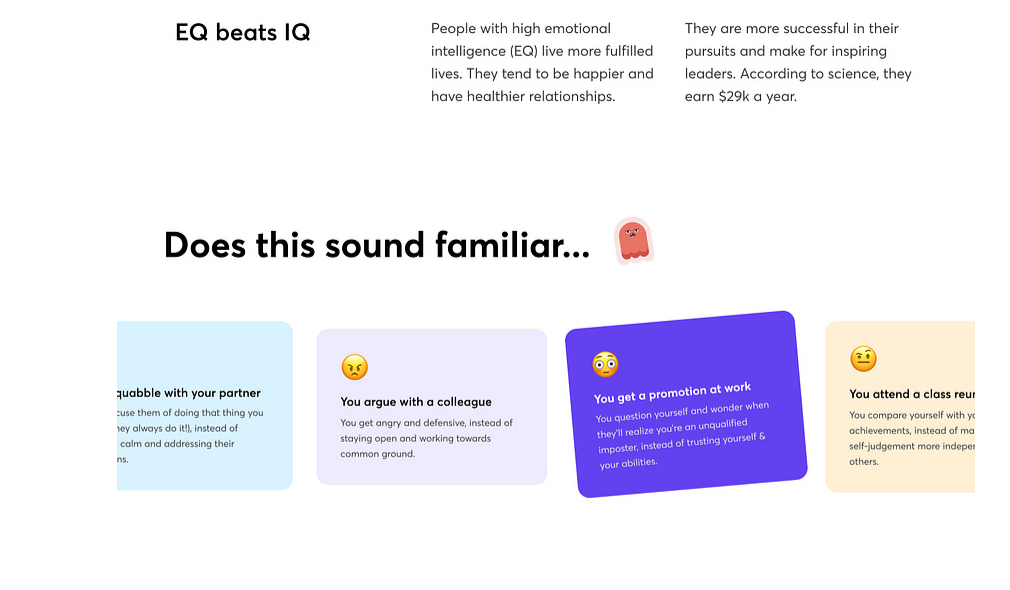 EQ beats IQ
People with high emotional
intelligence (EQ) live more fulfilled
lives. They tend to be happier and
have healthier relationships.
They are more successful in their
pursuits and make for inspiring
leaders. According to science, they
earn $29k a year.
Does this sound familiar...
quabble with your partner
cuse them of doing that thing you
hey always do it!), instead of
calm and addressing their
ns.
You argue with a colleague
You get angry and defensive, instead of
staying open and working towards
common ground.
You get a promotion at work
You question yourself and wonder when
they'll realize you're an unqualified
imposter, instead of trusting yourself &
your abilities.
You attend a class reun
You compare yourself with yo
achievements, instead of ma
self-judgement more indepen
others.